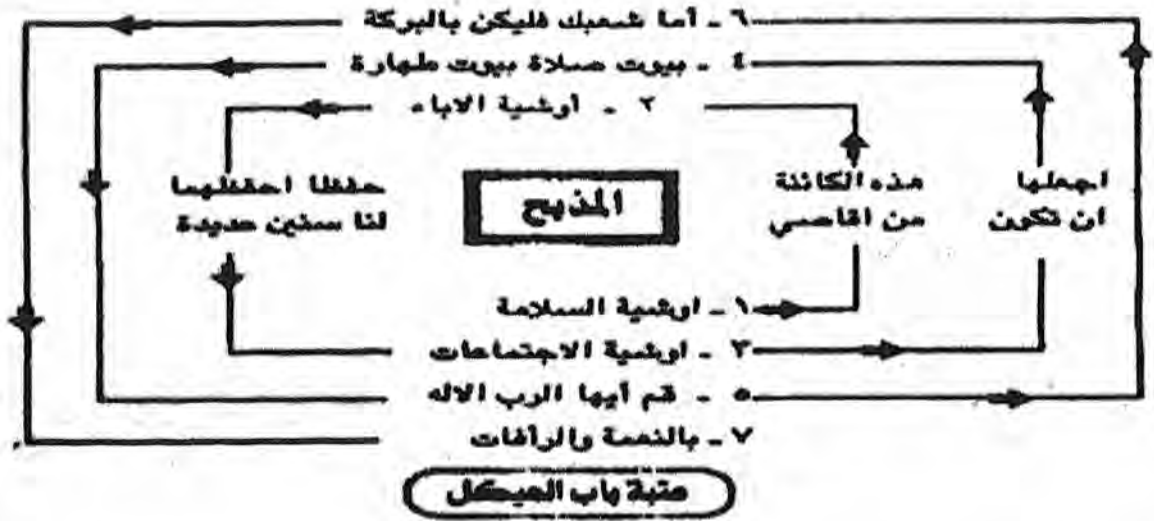 ٦ - أما شعبك فليكن بالبركة
٤ - بيوت صلاة بيوت طهارة
٢ - أوشية الاباء
اجعلها
ان تكون
هذه الكائنة
من اقاصي
المذبح
حفظا احفظهما
لنا سنين عديدة
١ - اوشية السلامة
٣ - اوشية الاجتماعات
٥ - قم أيها الرب الاله
٧ - بالنعمة والرأفات
عتبة باب الهيكل